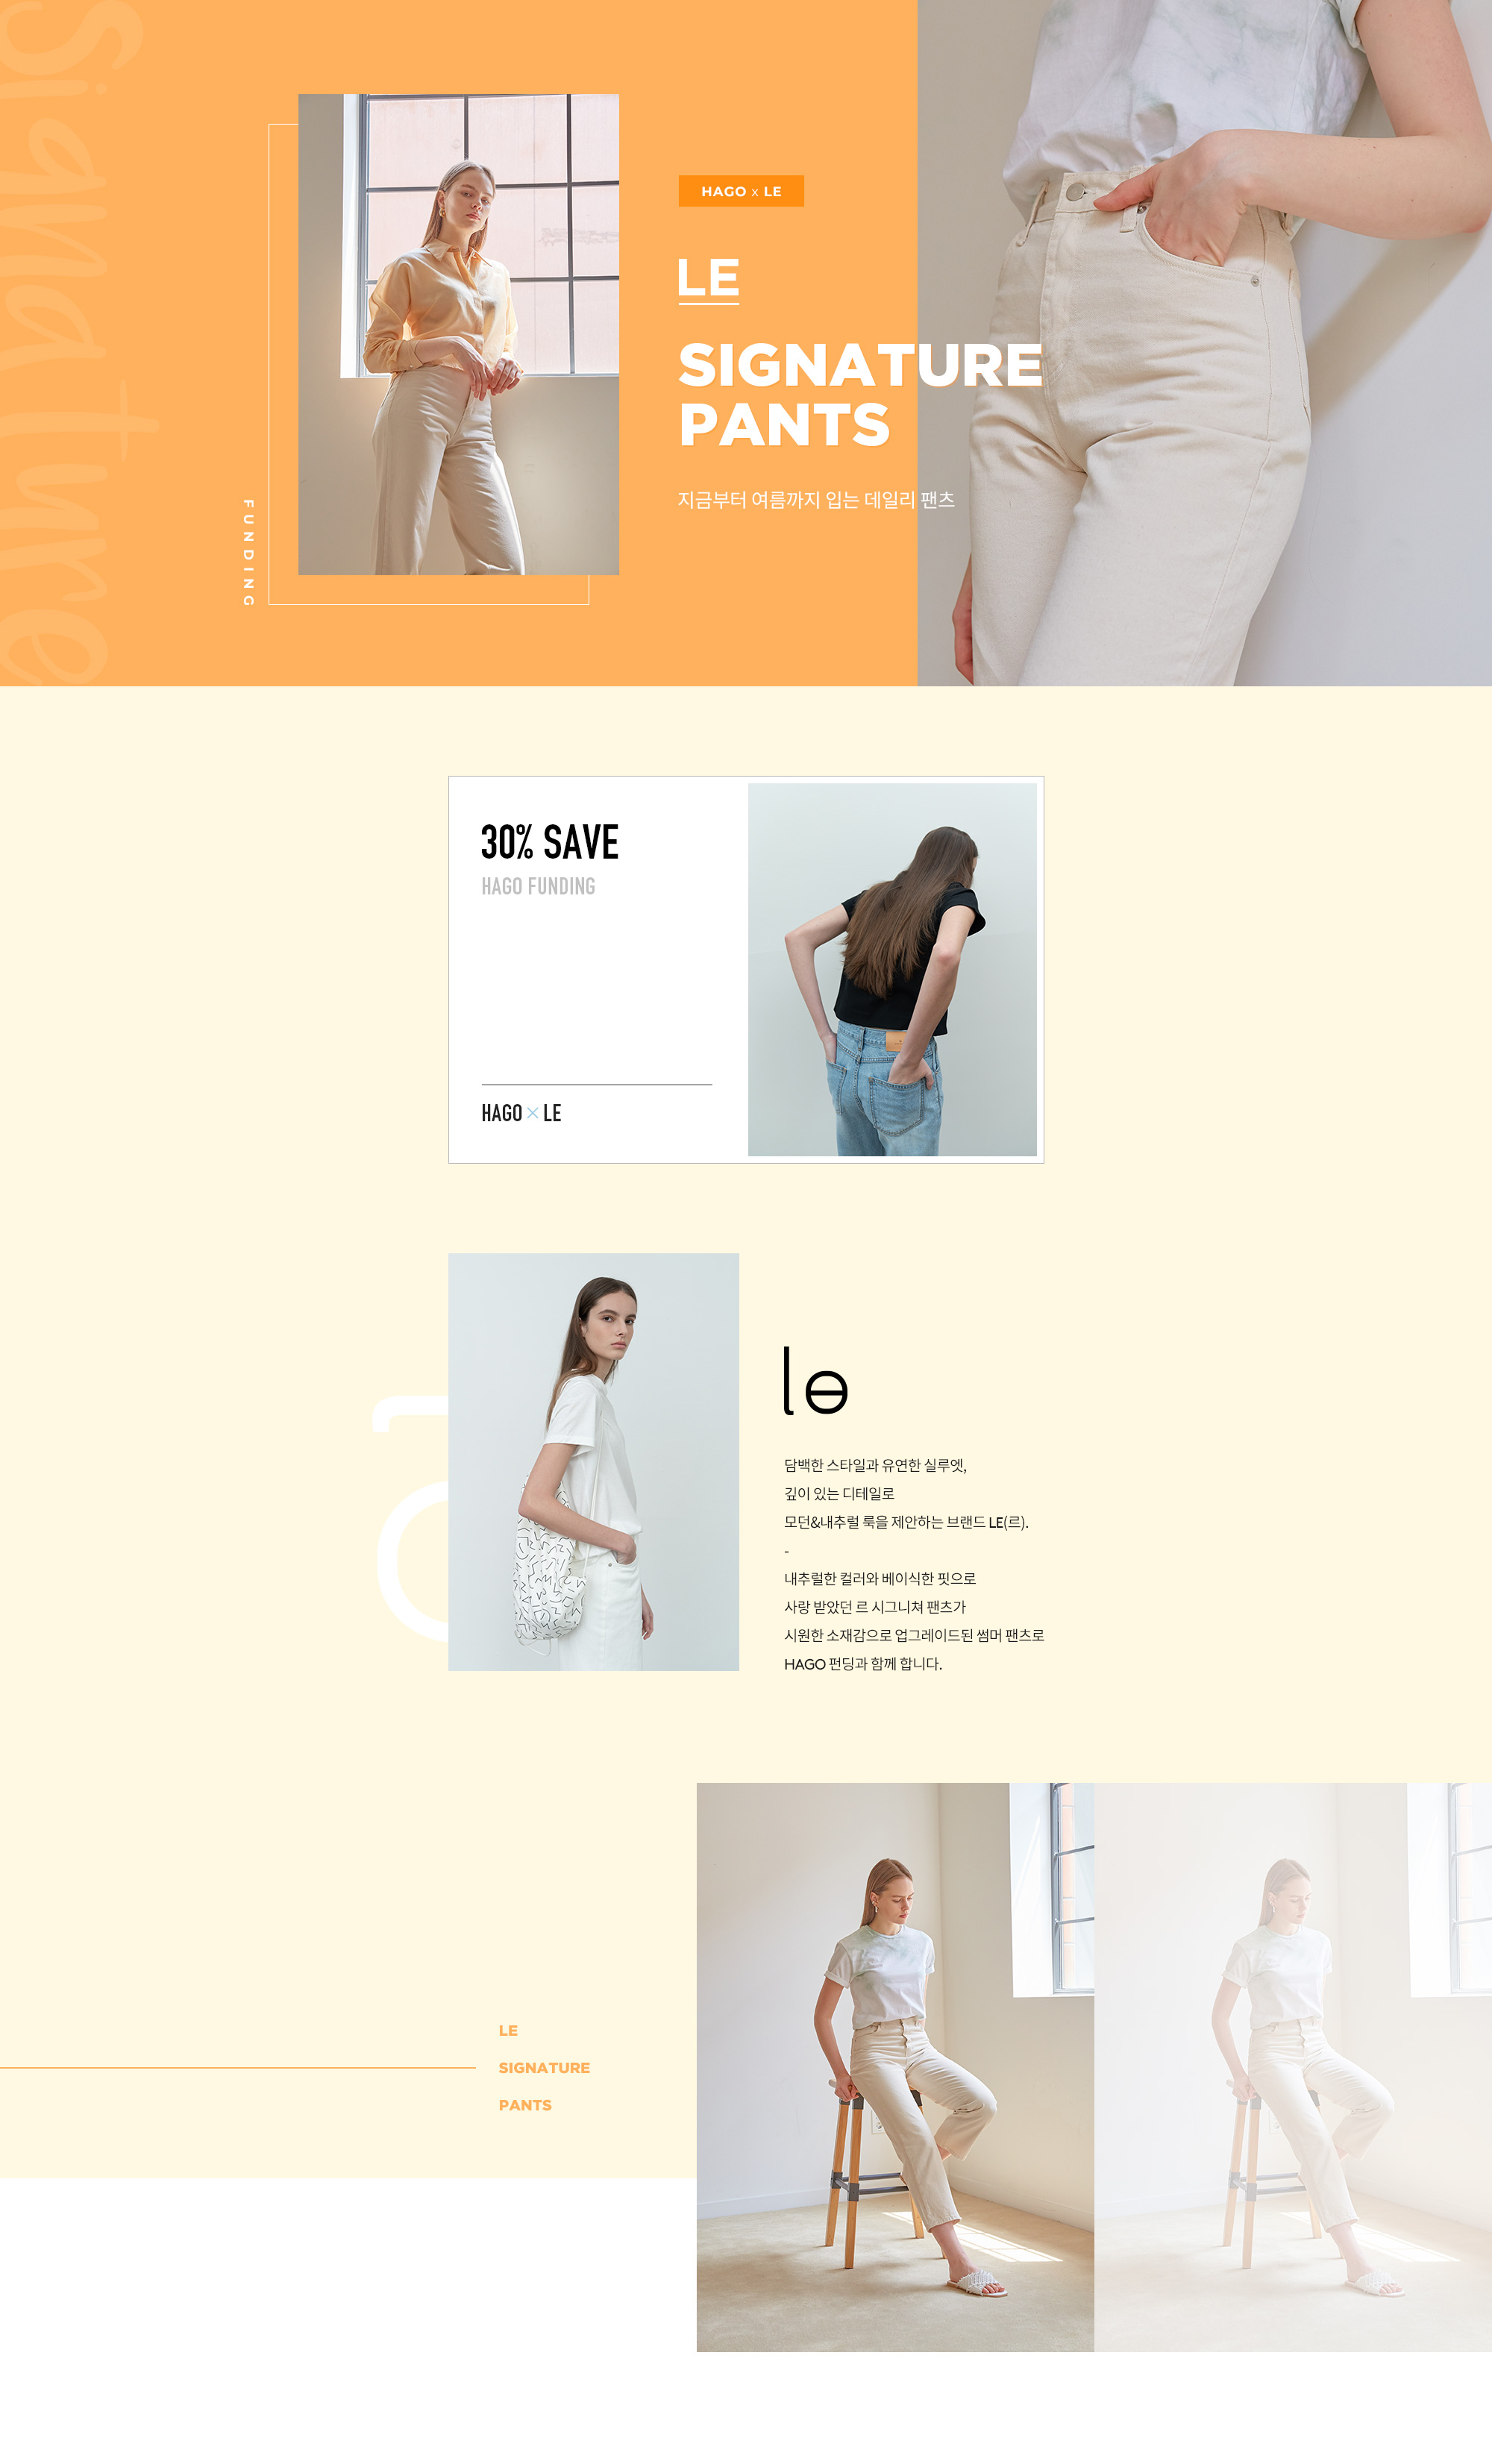 Signature
FUNDING
HAGO x LE
LE
SIGNATURE
PANTS
지금부터 여름까지 입는 데일리 팬츠
30% SAVE
HAGO FUNDING
HAGO × LE
le
담백한 스타일과 유연한 실루엣,
깊이 있는 디테일로
모던&내추럴 룩을 제안하는 브랜드 LE(르).
-
내추럴한 컬러와 베이식한 핏으로
사랑 받았던 르 시그니쳐 팬츠가
시원한 소재감으로 업그레이드된 썸머 팬츠로
HAGO 펀딩과 함께 합니다.
LE
SIGNATURE
PANTS